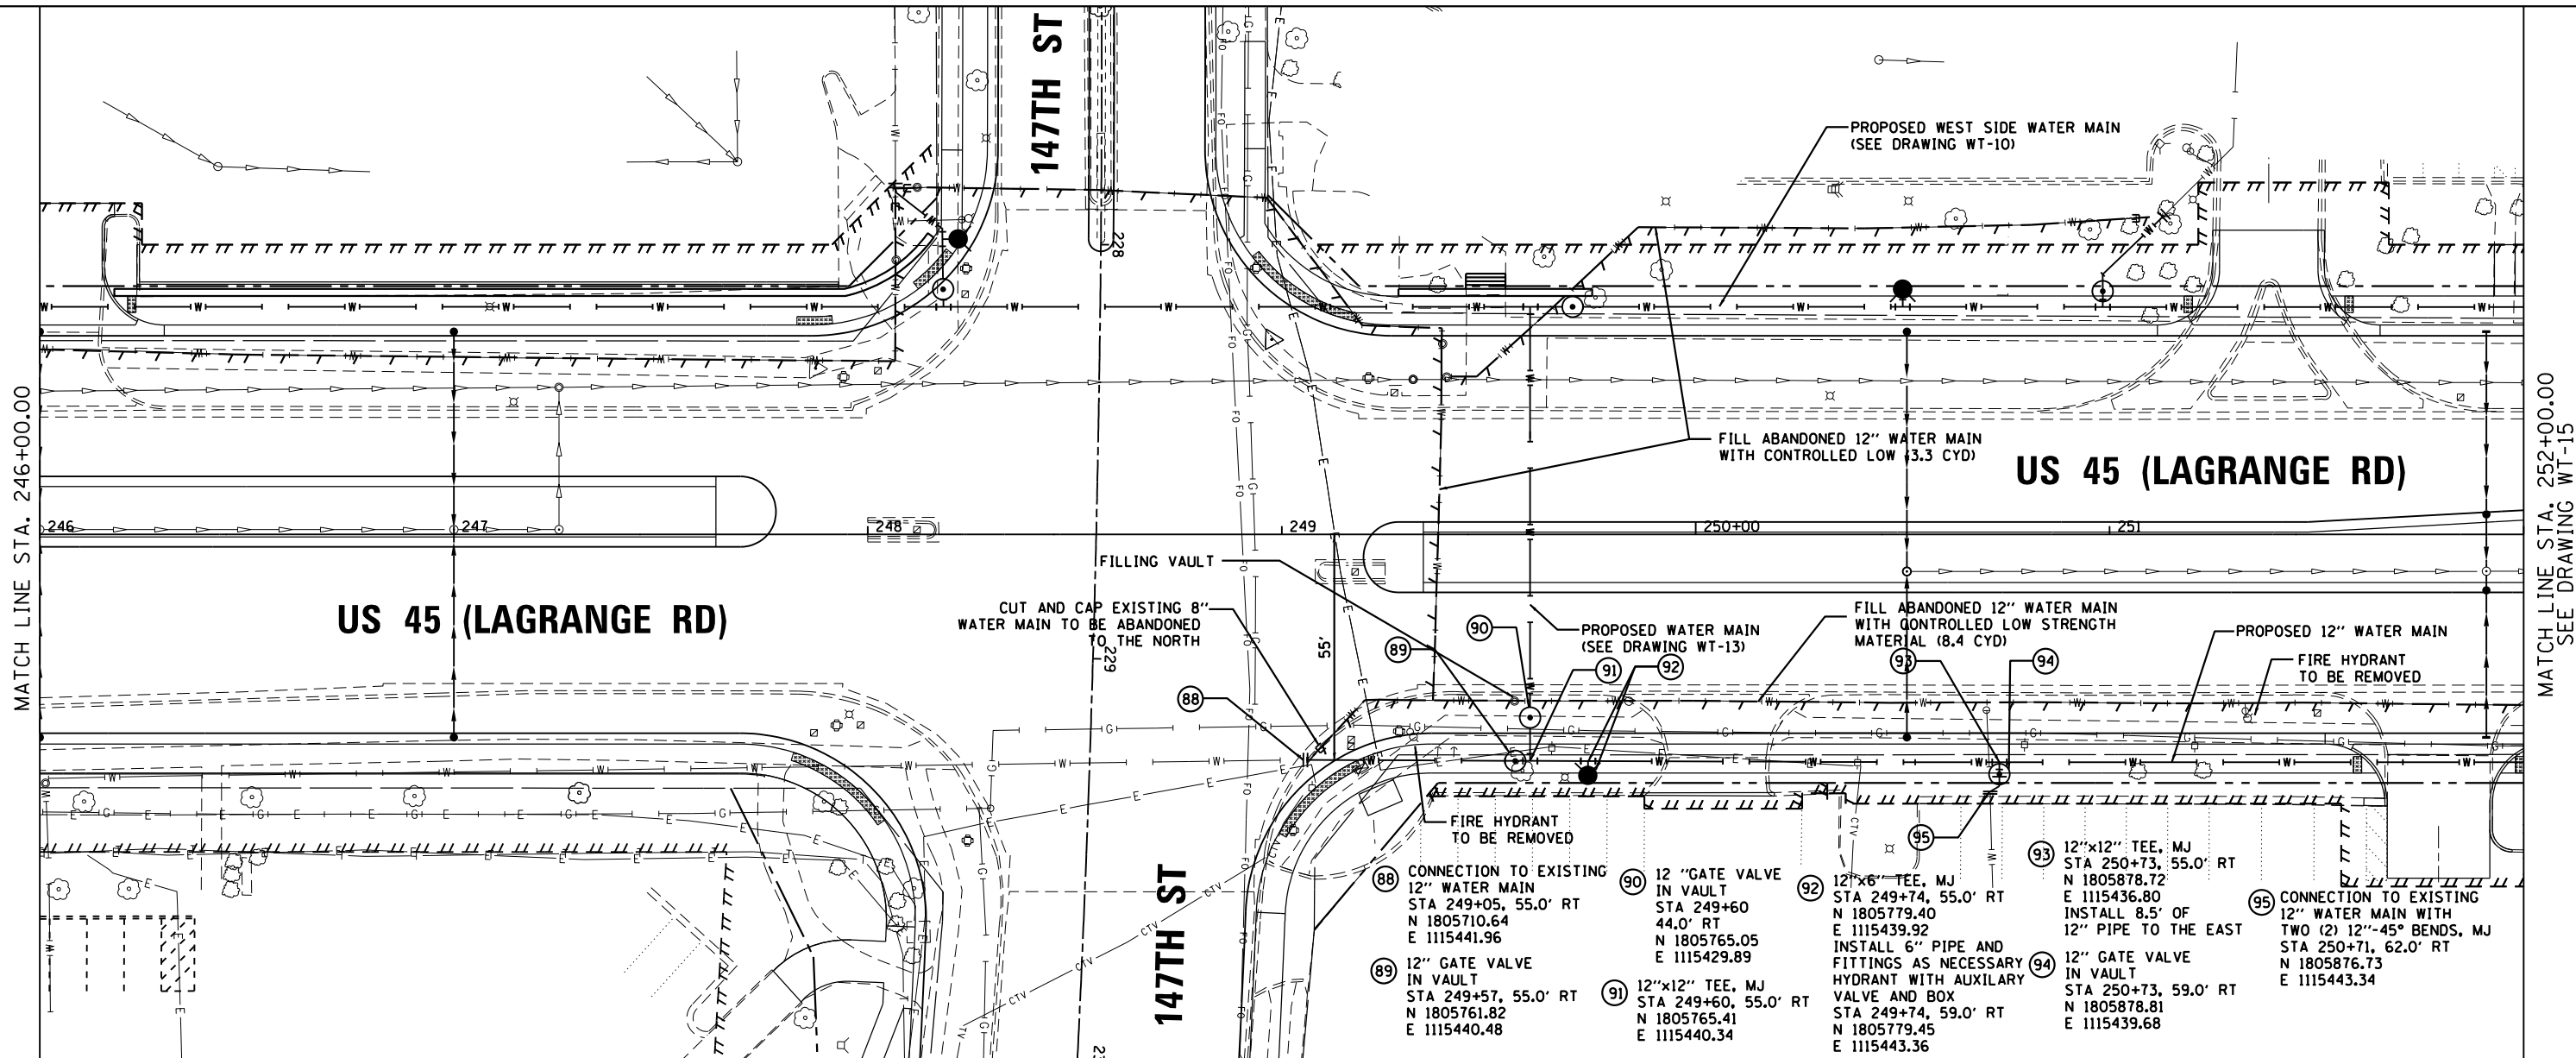 MATCH LINE STA. 246+00.00
147TH ST
228
PROPOSED WEST SIDE WATER MAIN
(SEE DRAWING WT-10)
FILL ABANDONED 12" WATER MAIN
WITH CONTROLLED LOW (3.3 CYD)
US 45 (LAGRANGE RD)
MATCH LINE STA. 252+00.00
SEE DRAWING WT-15
246
247
248
249
250+00
251
FILLING VAULT
US 45 (LAGRANGE RD)
CUT AND CAP EXISTING 8"
WATER MAIN TO BE ABANDONED
TO THE NORTH
229
55'
88
89
90
PROPOSED WATER MAIN
(SEE DRAWING WT-13)
91
92
FILL ABANDONED 12" WATER MAIN
WITH CONTROLLED LOW STRENGTH
MATERIAL (8.4 CYD)
93
94
PROPOSED 12" WATER MAIN
FIRE HYDRANT
TO BE REMOVED
FIRE HYDRANT
TO BE REMOVED
95
147TH ST
88 CONNECTION TO EXISTING
12" WATER MAIN
STA 249+05, 55.0' RT
N 1805710.64
E 1115441.96
89 12" GATE VALVE
IN VAULT
STA 249+57, 55.0' RT
N 1805761.82
E 1115440.48
90 12 "GATE VALVE
IN VAULT
STA 249+60
44.0' RT
N 1805765.05
E 1115429.89
91 12"x12" TEE, MJ
STA 249+60, 55.0' RT
N 1805765.41
E 1115440.34
92 12"x6" TEE, MJ
STA 249+74, 55.0' RT
N 1805779.40
E 1115439.92
INSTALL 6" PIPE AND
FITTINGS AS NECESSARY
HYDRANT WITH AUXILARY
VALVE AND BOX
STA 249+74, 59.0' RT
N 1805779.45
E 1115443.36
93 12"x12" TEE, MJ
STA 250+73, 55.0' RT
N 1805878.72
E 1115436.80
INSTALL 8.5' OF
12" PIPE TO THE EAST
94 12" GATE VALVE
IN VAULT
STA 250+73, 59.0' RT
N 1805878.81
E 1115439.68
95 CONNECTION TO EXISTING
12" WATER MAIN WITH
TWO (2) 12"-45° BENDS, MJ
STA 250+71, 62.0' RT
N 1805876.73
E 1115443.34